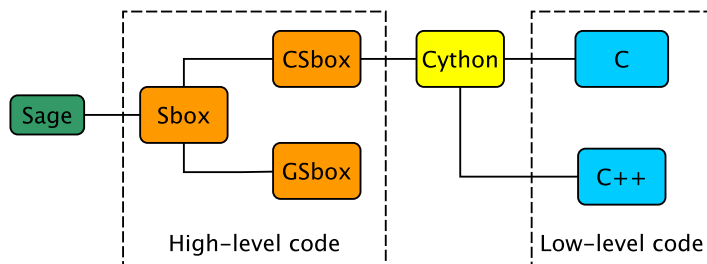 CSbox
Cython
C
Sage
Sbox
GSbox
C++
High-level code
Low-level code